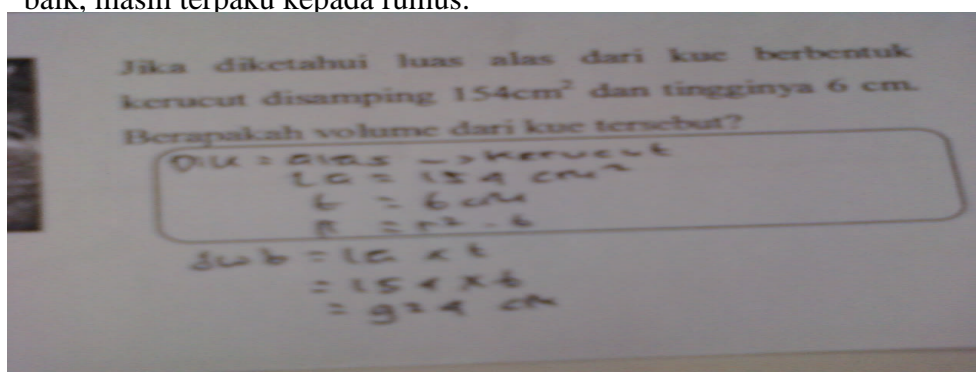 baik, masih terpaku kepada rumus.
Jika diketahui luas alas dari kue berbentuk
kerucut disamping 154cm² dan tingginya 6 cm.
Berapakah volume dari kue tersebut?
Dik = alas -> kerucut
La = 154 cm²
t = 6 cm
= r² . t
Jwb = La x t
= 154 x 6
= 924 cm